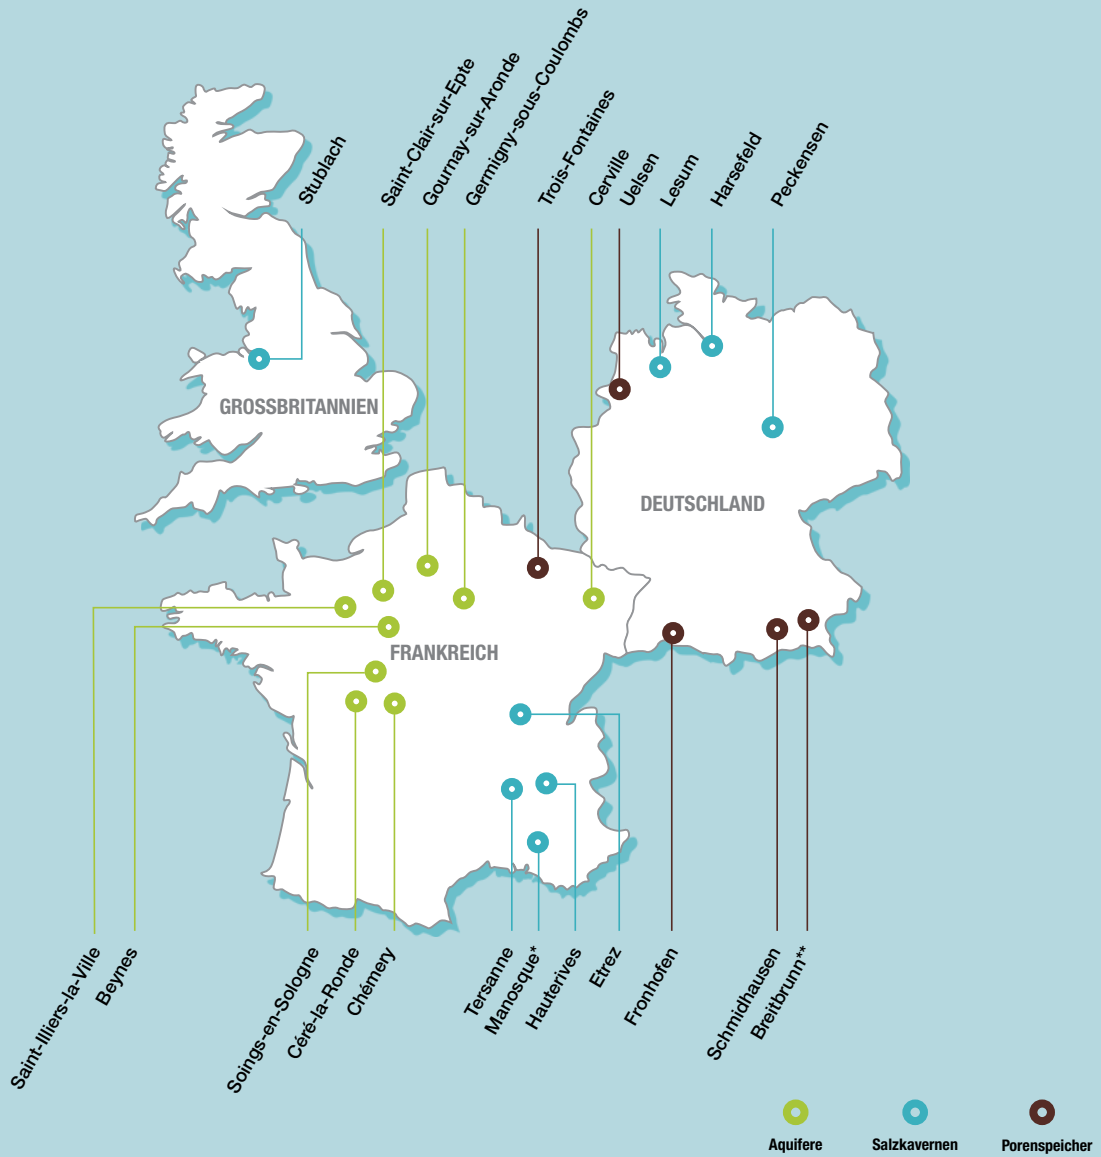 Stublach
Saint-Clair-sur-Epte
Gournay-sur-Aronde
Germigny-sous-Coulombs
Trois-Fontaines
Cerville
Uelsen
Lesum
Harsefeld
Peckensen
GROSSBRITANNIEN
DEUTSCHLAND
FRANKREICH
Saint-Illiers-la-Ville
Beynes
Soings-en-Sologne
Céré-la-Ronde
Chémery
Tersanne
Manosque*
Hauterives
Etrez
Fronhofen
Schmidhausen
Breitbrunn**
Aquifere
Salzkavernen
Porenspeicher